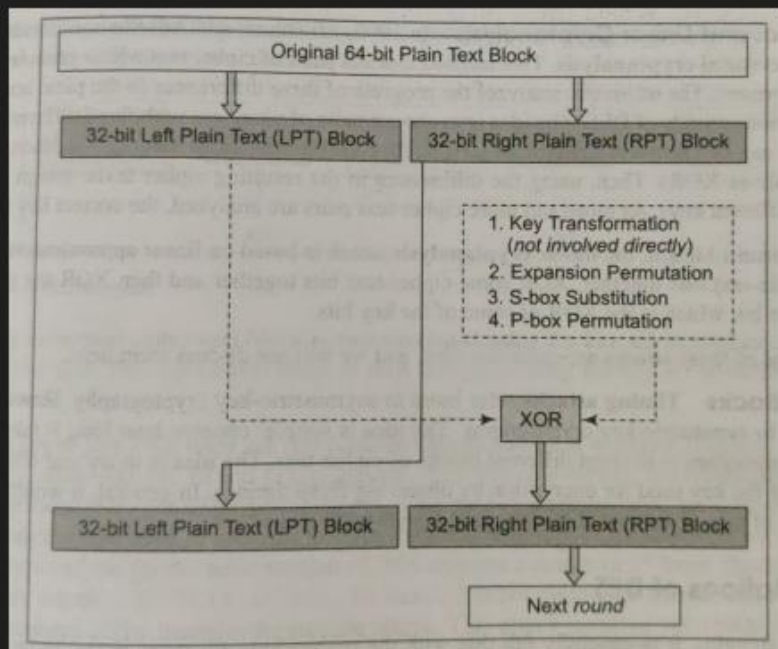 Original 64-bit Plain Text Block
32-bit Left Plain Text (LPT) Block
32-bit Right Plain Text (RPT) Block
1. Key Transformation
(not involved directly)
2. Expansion Permutation
3. S-box Substitution
4. P-box Permutation
XOR
32-bit Left Plain Text (LPT) Block
32-bit Right Plain Text (RPT) Block
Next round